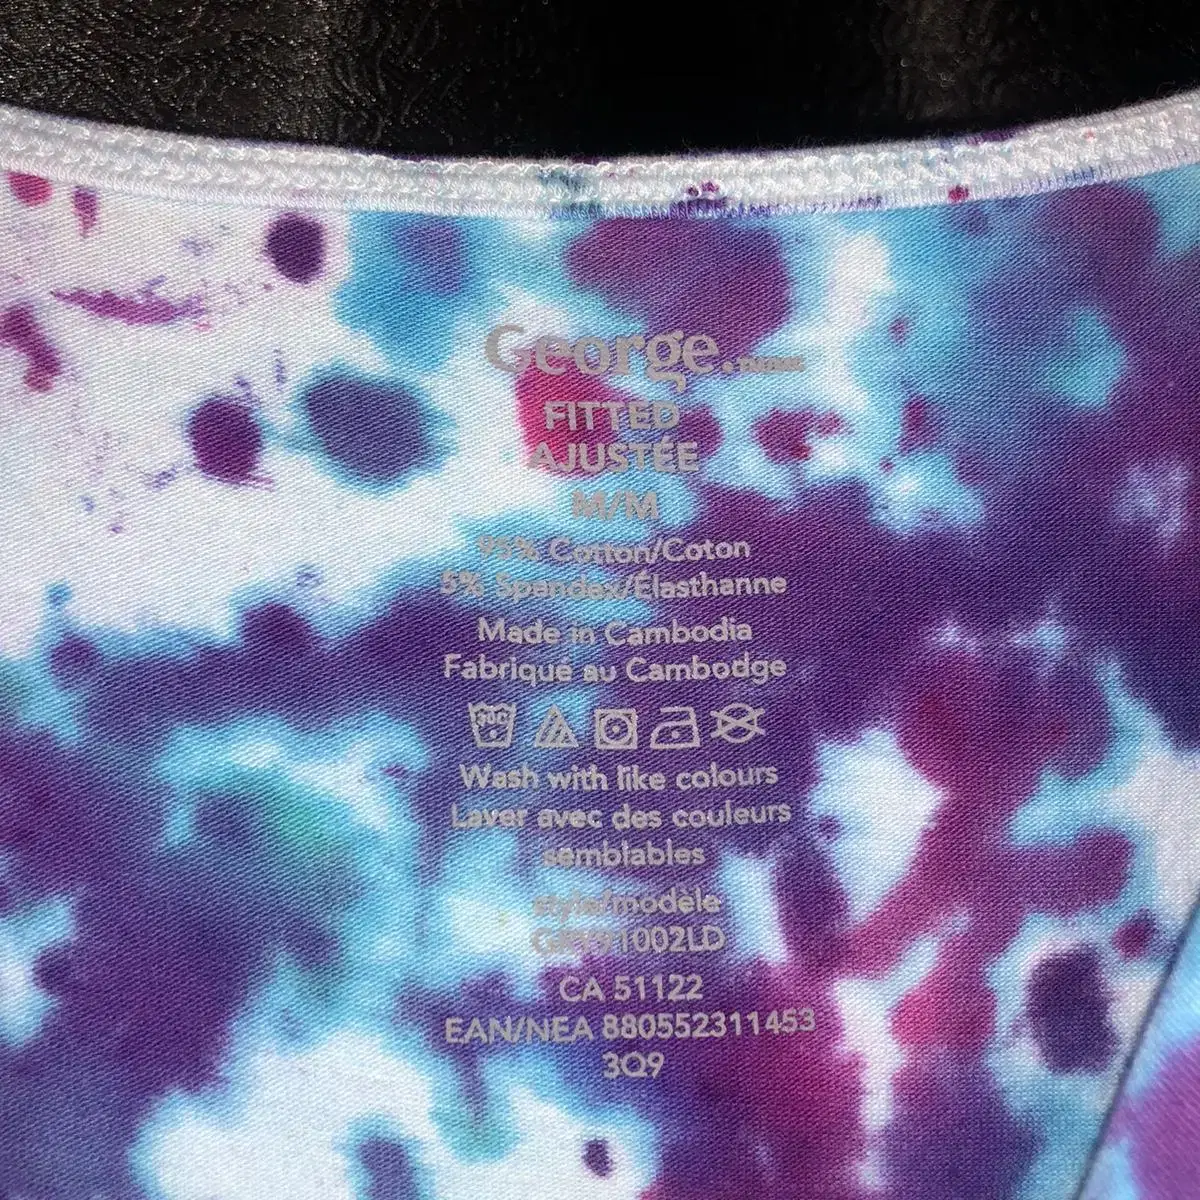 George.
FITTED
AJUSTÉE
M/M
95% Cotton/Coton
5% Spandex/Élasthanne
Made in Cambodia
Fabriqué au Cambodge
30C
Wash with like colours
Laver avec des couleurs
semblables
style/modèle
CA 51122
EAN/NEA 880552311453
3Q9